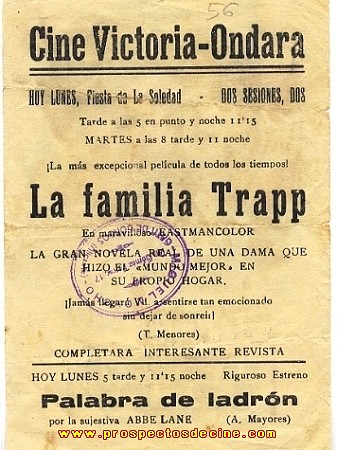 56
Cine Victoria-Ondara
HOY LUNES, Fiesta de La Soledad - DOS SESIONES, DOS
Tarde a las 5 en punto y noche 11'15
MARTES a las 8 tarde y 11 noche
¡La más excepcional película de todos los tiempos!
La familia Trapp
En maravilloso EASTMANCOLOR
LA GRAN NOVELA REAL DE UNA DAMA QUE
HIZO EL «MUNDO MEJOR» EN
SU PROPIO HOGAR.
¡Jamás llegará Vd. a sentirse tan emocionado
sin dejar de sonreir!
(T. Menores)
COMPLETARA INTERESANTE REVISTA
HOY LUNES 5 tarde y 11'15 noche Riguroso Estreno
Palabra de ladrón
por la sujestiva ABBE LANE (A. Mayores)
www.prospectosdecine.com